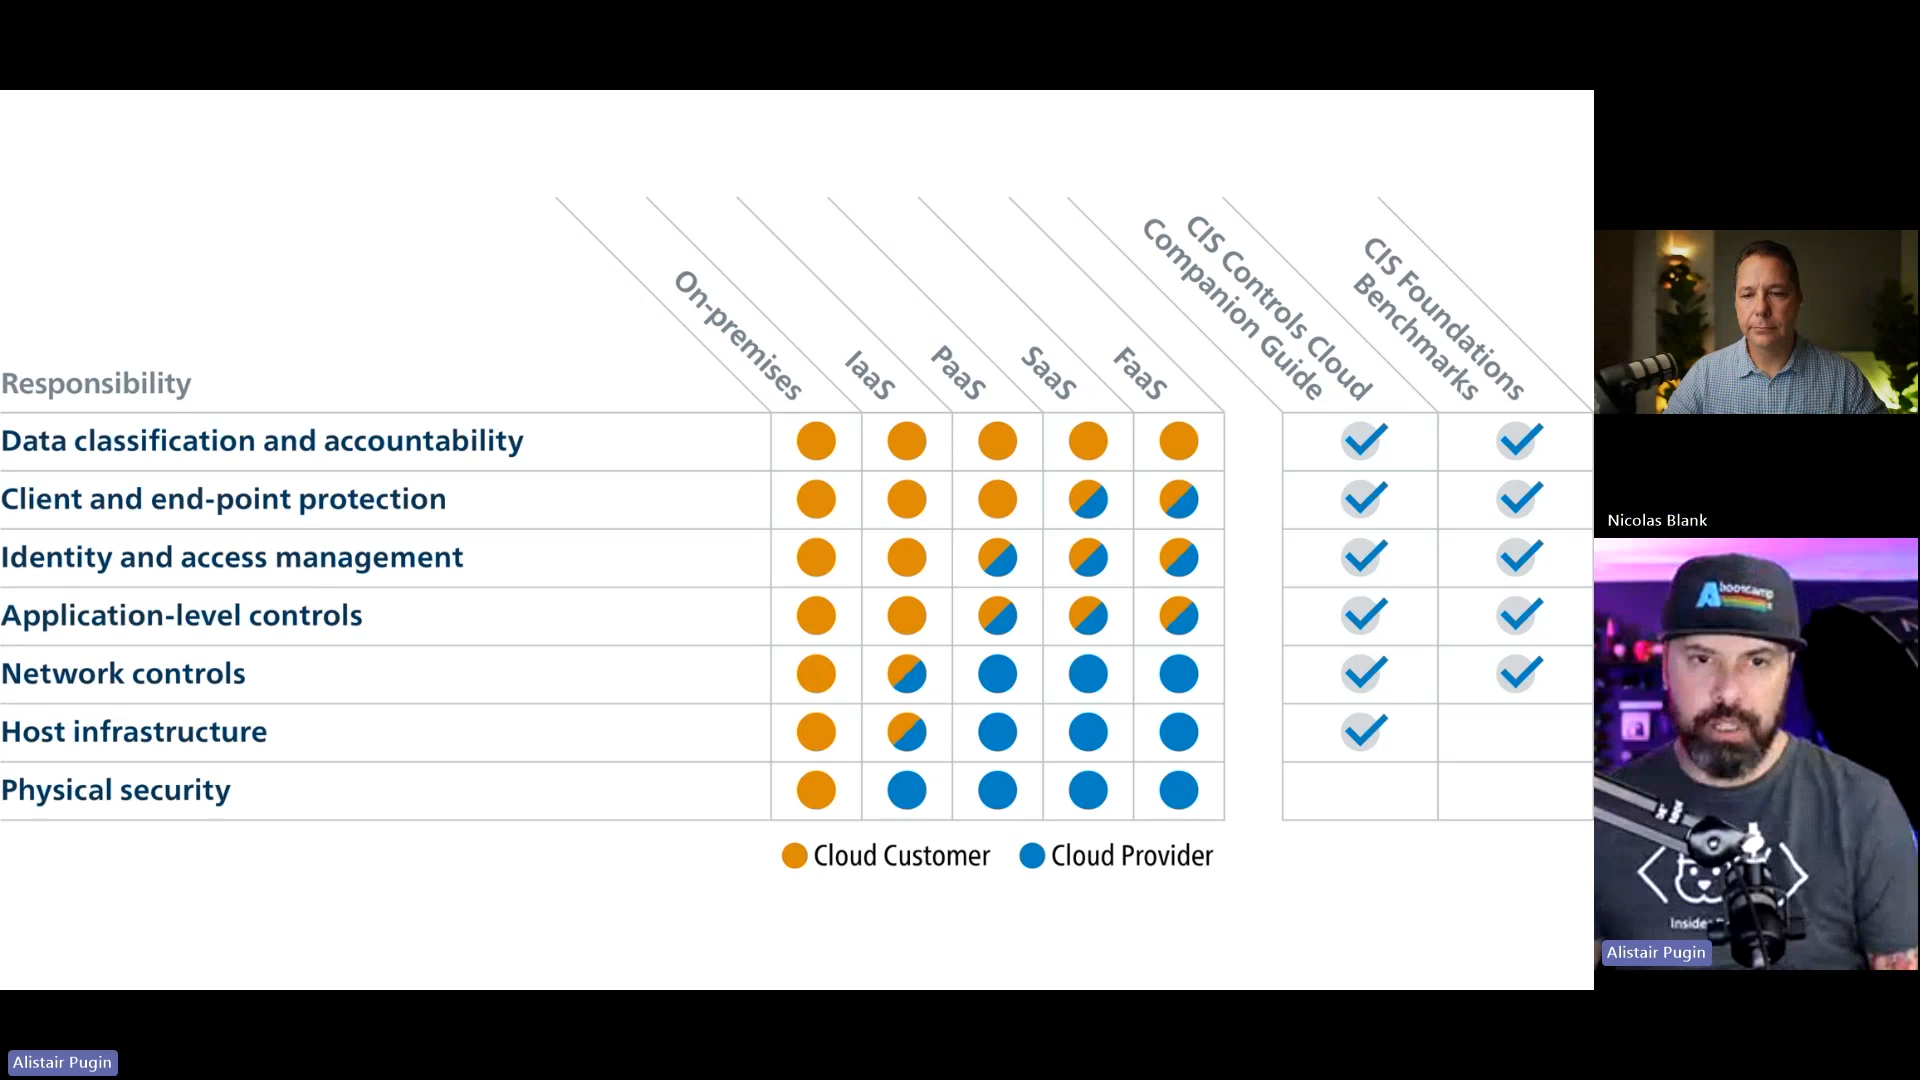 On-premises
IaaS
PaaS
SaaS
FaaS
CIS Controls Cloud
Companion Guide
CIS Foundations
Benchmarks
Responsibility
Data classification and accountability
Client and end-point protection
Identity and access management
Application-level controls
Network controls
Host infrastructure
Physical security
Cloud Customer
Cloud Provider
Nicolas Blank
Alistair Pugin
Alistair Pugin